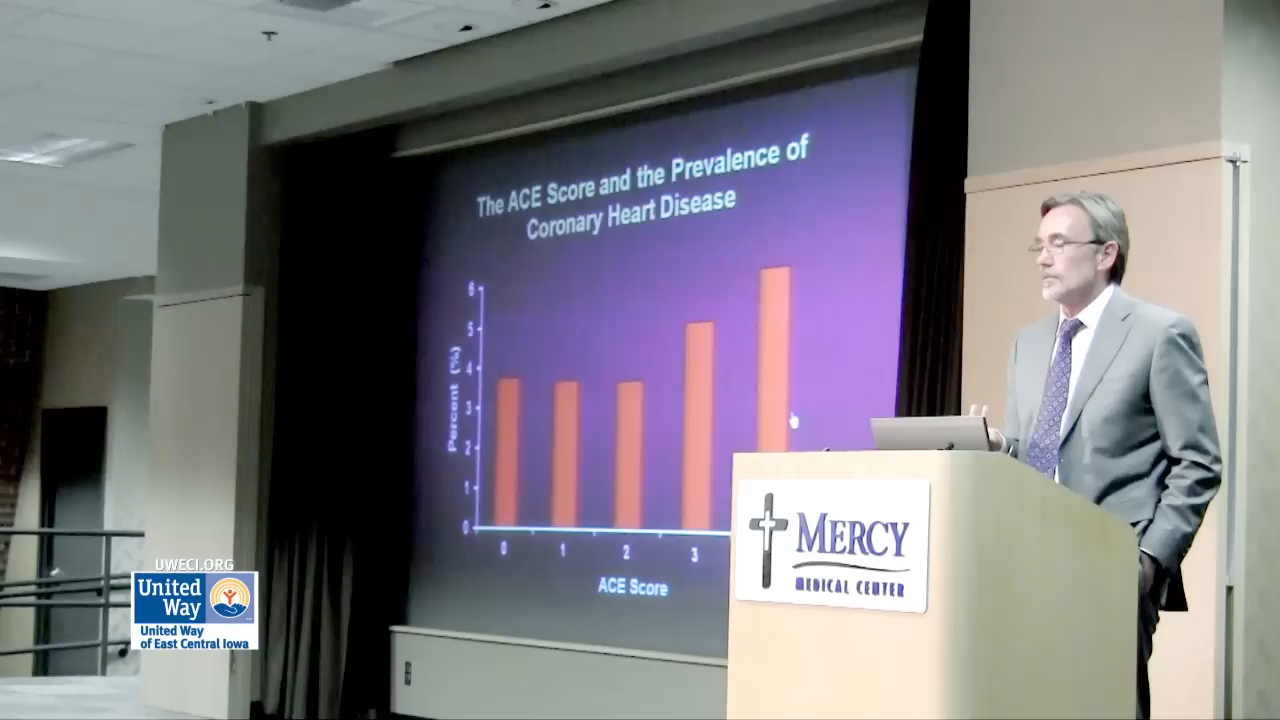 The ACE Score and the Prevalence of
Coronary Heart Disease
6
5
4
3
2
1
0
Percent (%)
0 1 2 3
ACE Score
MERCY
MEDICAL CENTER
UWECI.ORG
United
Way
United Way
of East Central Iowa